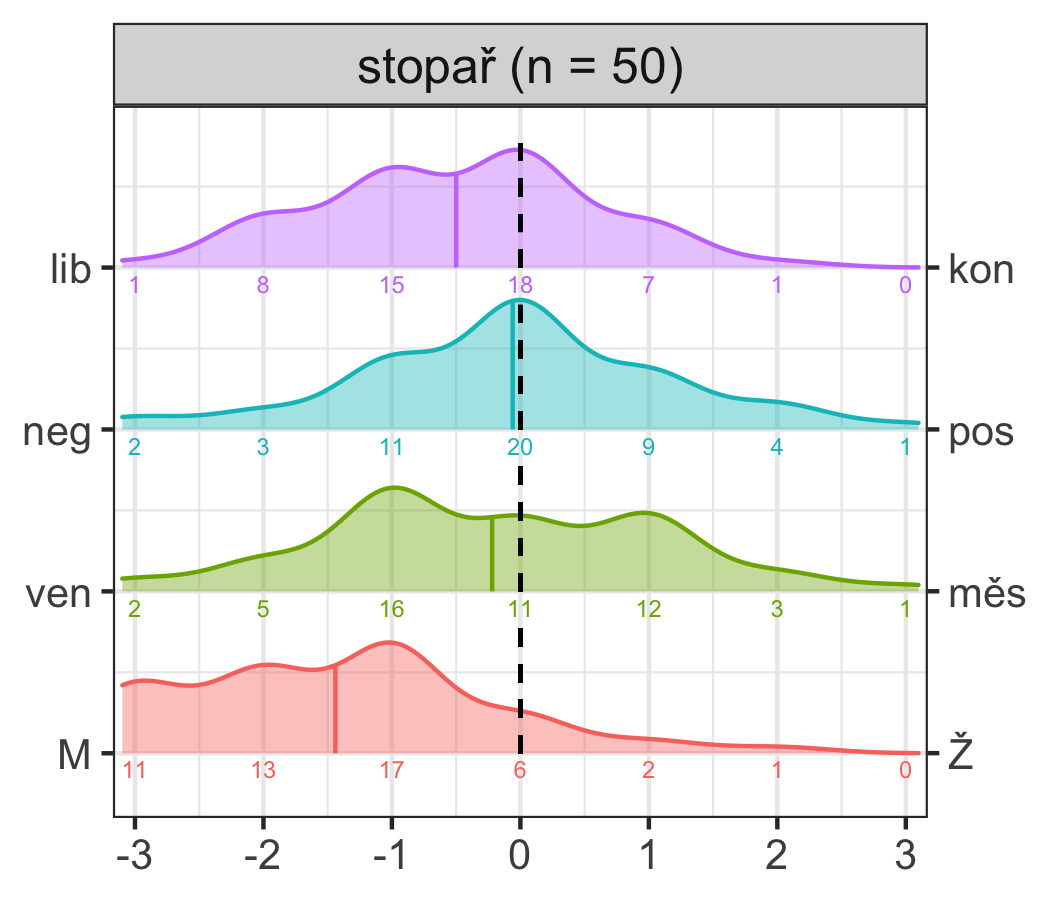 stopař (n = 50)
lib kon
1 8 15 18 7 1 0
neg pos
2 3 11 20 9 4 1
ven měs
2 5 16 11 12 3 1
M Ž
11 13 17 6 2 1 0
-3 -2 -1 0 1 2 3